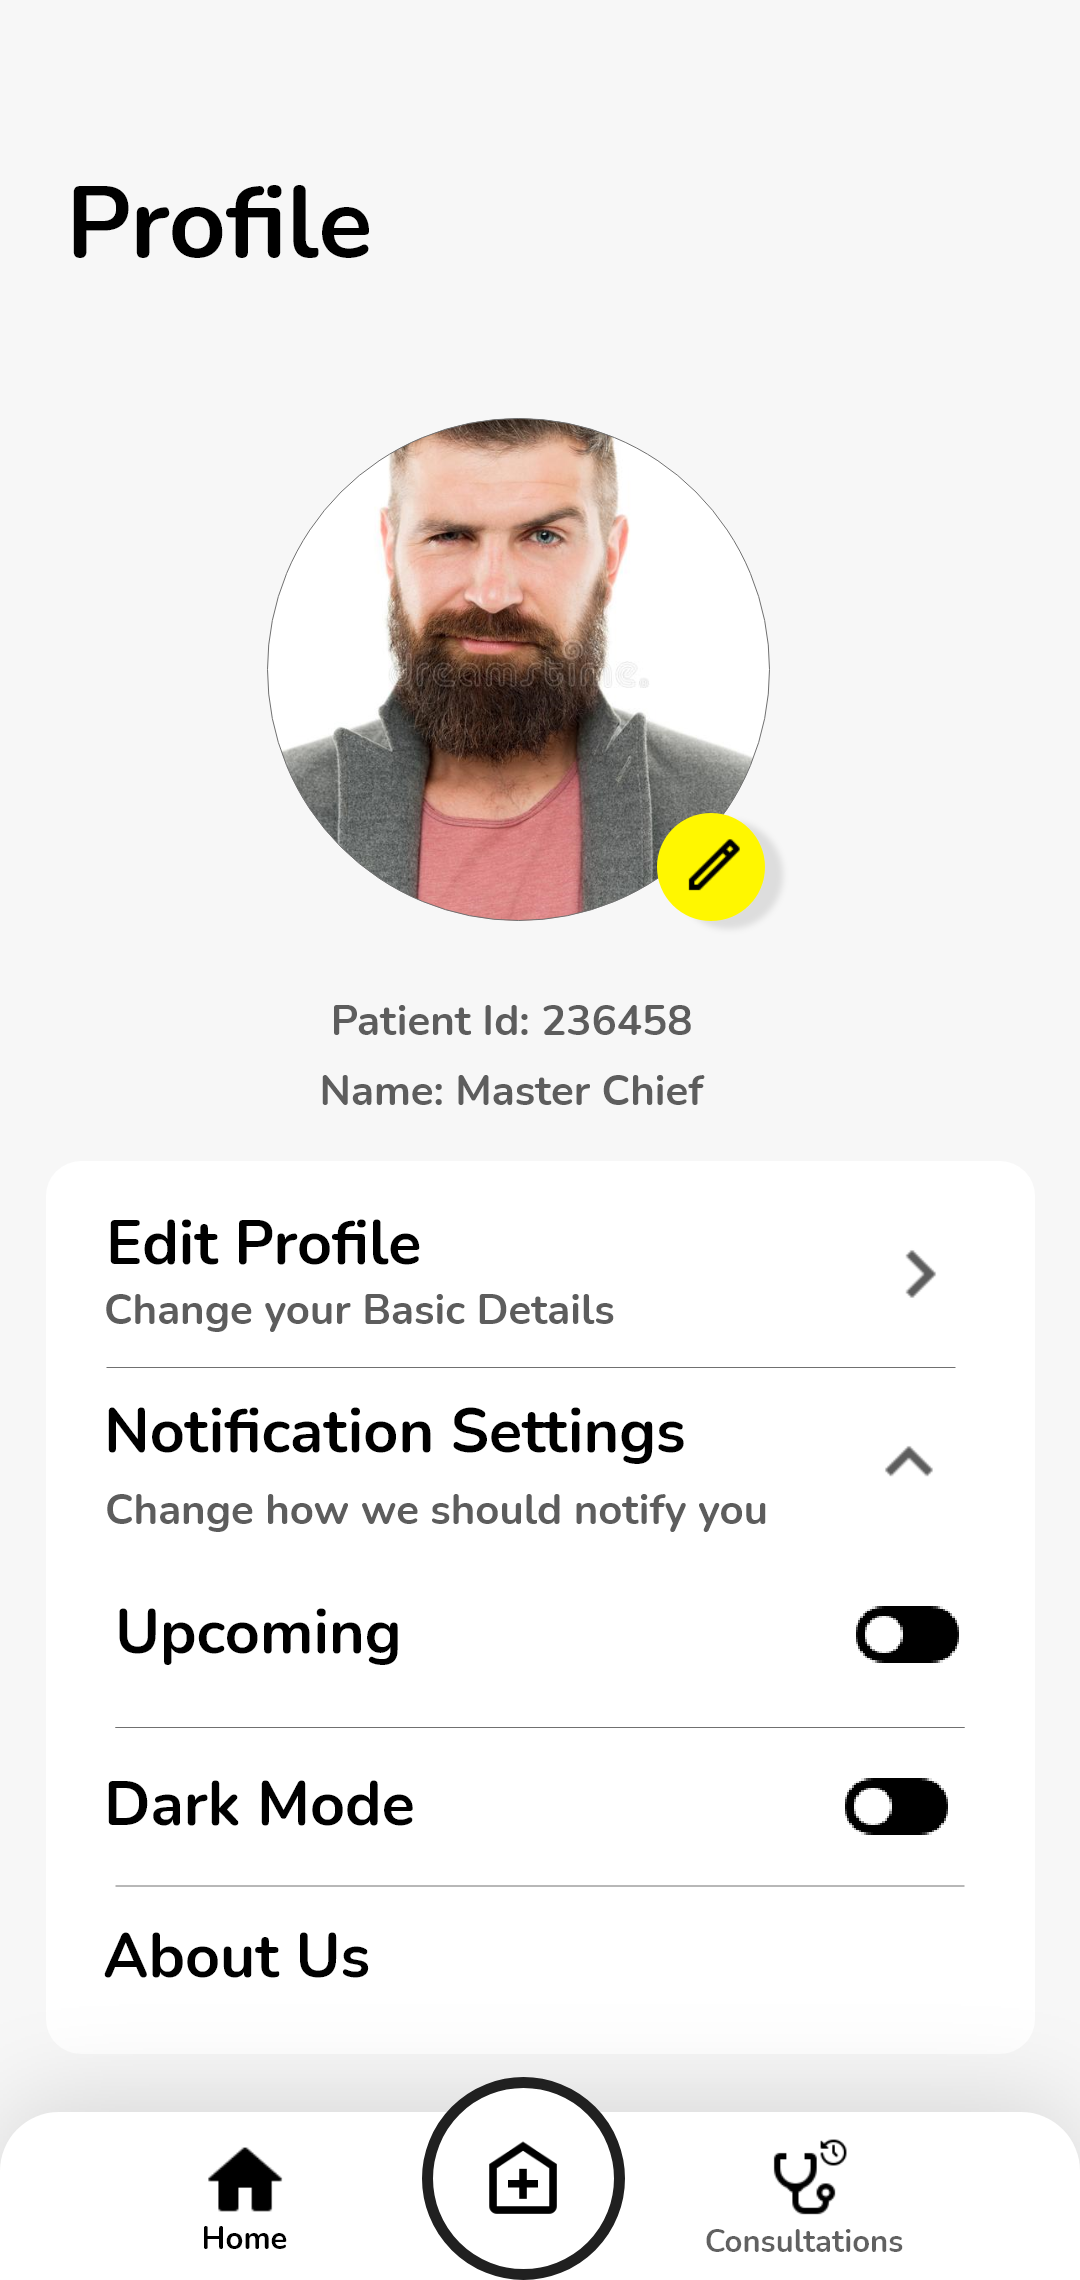 Profile
dreamstime.
Patient Id: 236458
Name: Master Chief
Edit Profile
Change your Basic Details
Notification Settings
Change how we should notify you
Upcoming
Dark Mode
About Us
Home
Consultations